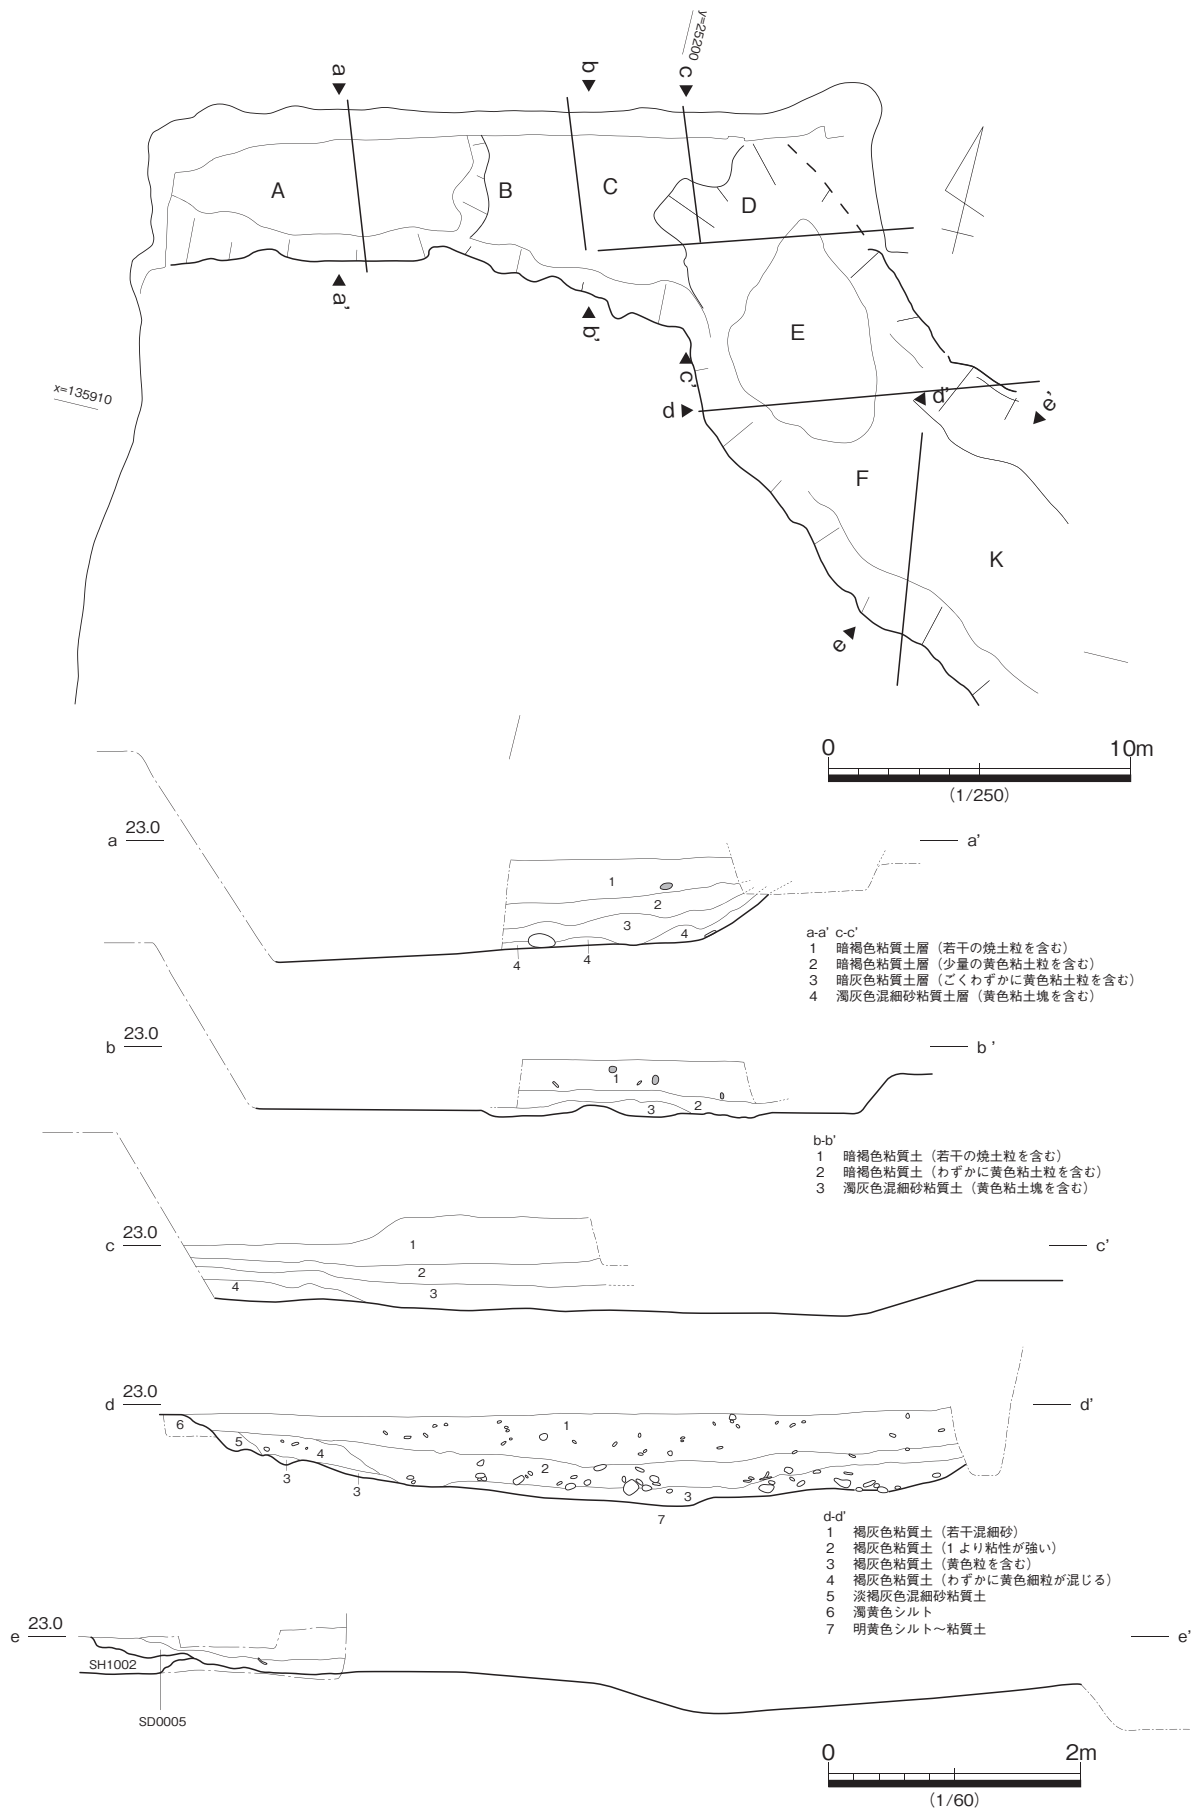 y=25200
a
b
c
A
B
C
D
a'
b'
E
c'
x=135910
d
d'
e'
F
K
e
0 10m
(1/250)
a 23.0 a'
1
2
3
4
4 4
a-a' c-c'
1 暗褐色粘質土層（若干の焼土粒を含む）
2 暗褐色粘質土層（少量の黄色粘土粒を含む）
3 暗灰色粘質土層（ごくわずかに黄色粘土粒を含む）
4 濁灰色混細砂粘質土層（黄色粘土塊を含む）
b 23.0 b'
1
3 2
b-b'
1 暗褐色粘質土（若干の焼土粒を含む）
2 暗褐色粘質土（わずかに黄色粘土粒を含む）
3 濁灰色混細砂粘質土（黄色粘土塊を含む）
c 23.0 c'
1
2
4 3
d 23.0 d'
6 1
5 4
2
3 3 3
7
d-d'
1 褐灰色粘質土（若干混細砂）
2 褐灰色粘質土（1より粘性が強い）
3 褐灰色粘質土（黄色粒を含む）
4 褐灰色粘質土（わずかに黄色細粒が混じる）
5 淡褐灰色混細砂粘質土
6 濁黄色シルト
7 明黄色シルト～粘質土
e 23.0 e'
SH1002
SD0005
0 2m
(1/60)